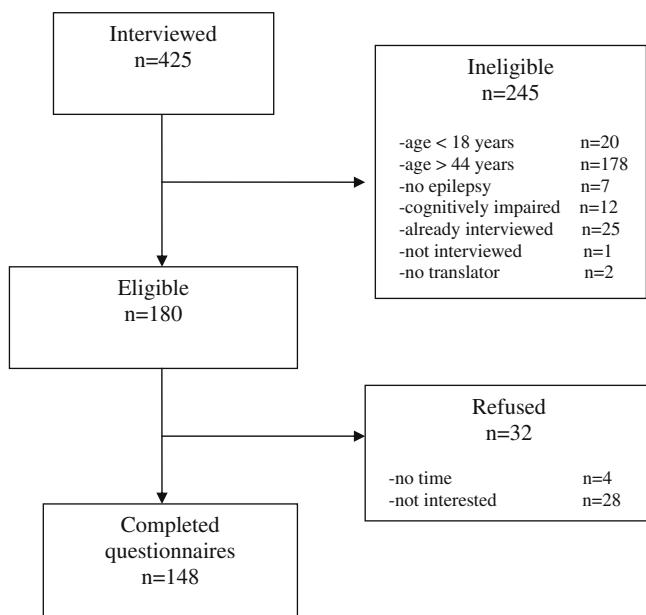 Interviewed
n=425
Ineligible
n=245
-age < 18 years n=20
-age > 44 years n=178
-no epilepsy n=7
-cognitively impaired n=12
-already interviewed n=25
-not interviewed n=1
-no translator n=2
Eligible
n=180
Refused
n=32
-no time n=4
-not interested n=28
Completed
questionnaires
n=148